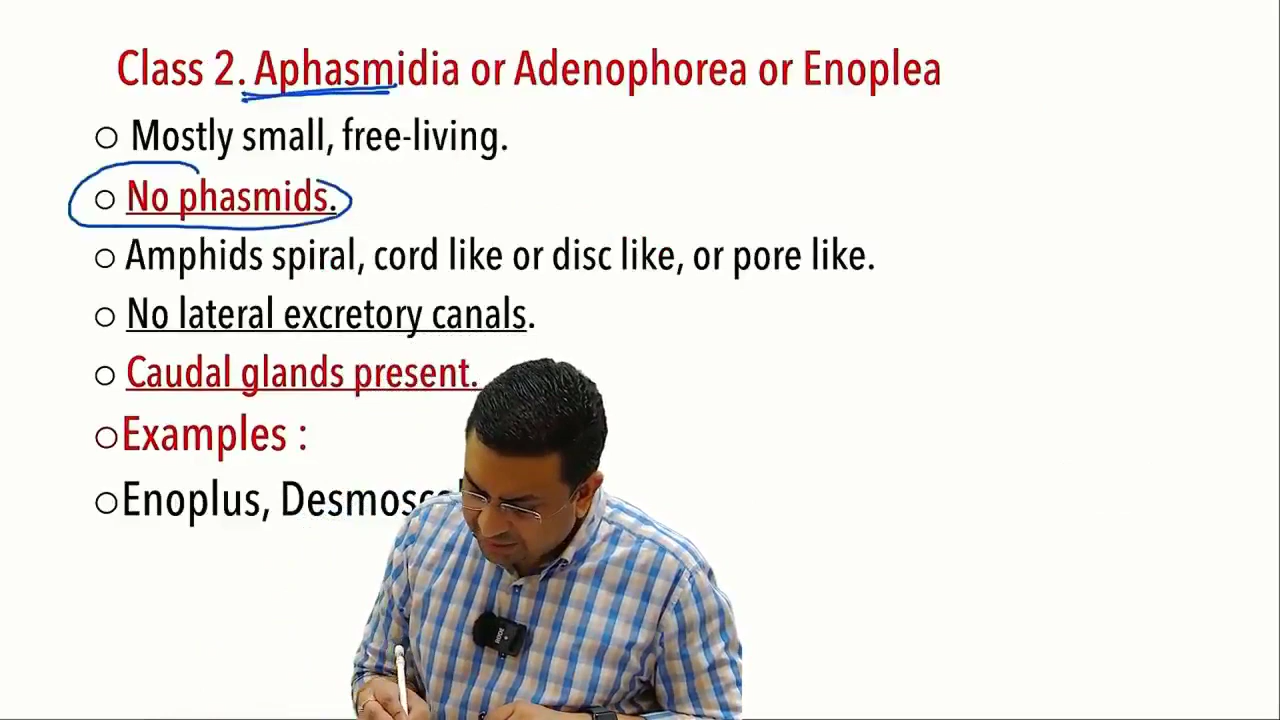 Class 2. Aphasmidia or Adenophorea or Enoplea
Mostly small, free-living.
No phasmids.
Amphids spiral, cord like or disc like, or pore like.
No lateral excretory canals.
Caudal glands present.
Examples :
Enoplus,
RODE